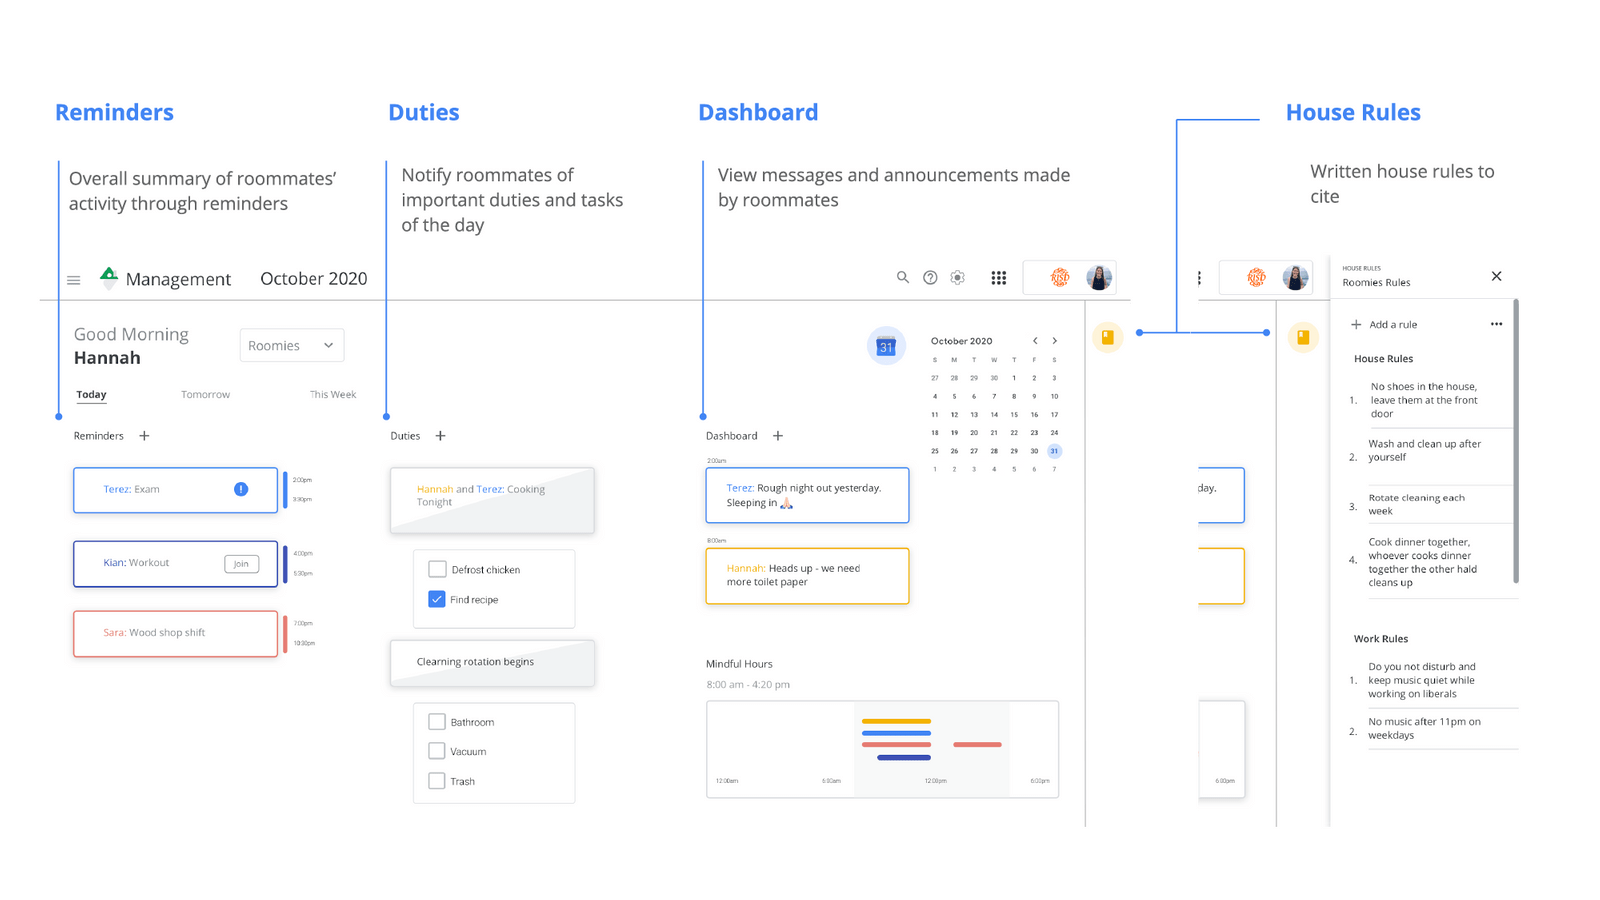 Reminders
Overall summary of roommates’
activity through reminders
Duties
Notify roommates of
important duties and tasks
of the day
Dashboard
View messages and announcements made
by roommates
House Rules
Written house rules to
cite
Management
October 2020
RISD
RISD
Good Morning
Hannah
Roomies
Today
Tomorrow
This Week
Reminders +
Terez: Exam
!
2:00pm
3:30pm
Kian: Workout
Join
4:00pm
5:30pm
Sara: Wood shop shift
7:00pm
10:30pm
Duties +
Hannah and Terez: Cooking
Tonight
Defrost chicken
Find recipe
Clearning rotation begins
Bathroom
Vacuum
Trash
31
October 2020
S M T W T F S
27 28 29 30 1 2 3
4 5 6 7 8 9 10
11 12 13 14 15 16 17
18 19 20 21 22 23 24
25 26 27 28 29 30 31
1 2 3 4 5 6 7
Dashboard +
2:00am
Terez: Rough night out yesterday.
Sleeping in 🙏🏻
8:00am
Hannah: Heads up - we need
more toilet paper
Mindful Hours
8:00 am - 4:20 pm
12:00am
6:00am
12:00pm
6:00pm
day.
6:00pm
HOUSE RULES
Roomies Rules
+ Add a rule
House Rules
1. No shoes in the house,
leave them at the front
door
2. Wash and clean up after
yourself
3. Rotate cleaning each
week
4. Cook dinner together,
whoever cooks dinner
together the other hald
cleans up
Work Rules
1. Do you not disturb and
keep music quiet while
working on liberals
2. No music after 11pm on
weekdays